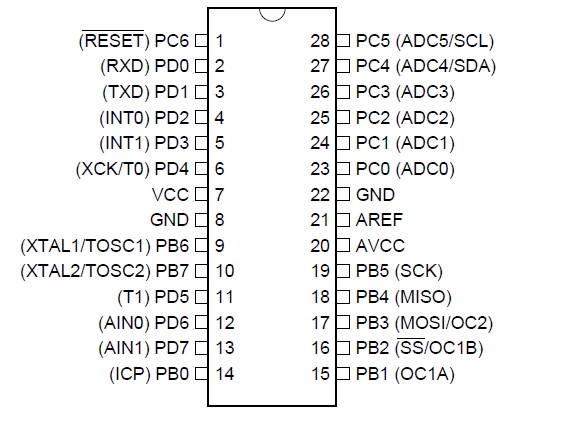 (RESET) PC6 1 28 PC5 (ADC5/SCL)
(RXD) PD0 2 27 PC4 (ADC4/SDA)
(TXD) PD1 3 26 PC3 (ADC3)
(INT0) PD2 4 25 PC2 (ADC2)
(INT1) PD3 5 24 PC1 (ADC1)
(XCK/T0) PD4 6 23 PC0 (ADC0)
VCC 7 22 GND
GND 8 21 AREF
(XTAL1/TOSC1) PB6 9 20 AVCC
(XTAL2/TOSC2) PB7 10 19 PB5 (SCK)
(T1) PD5 11 18 PB4 (MISO)
(AIN0) PD6 12 17 PB3 (MOSI/OC2)
(AIN1) PD7 13 16 PB2 (SS/OC1B)
(ICP) PB0 14 15 PB1 (OC1A)